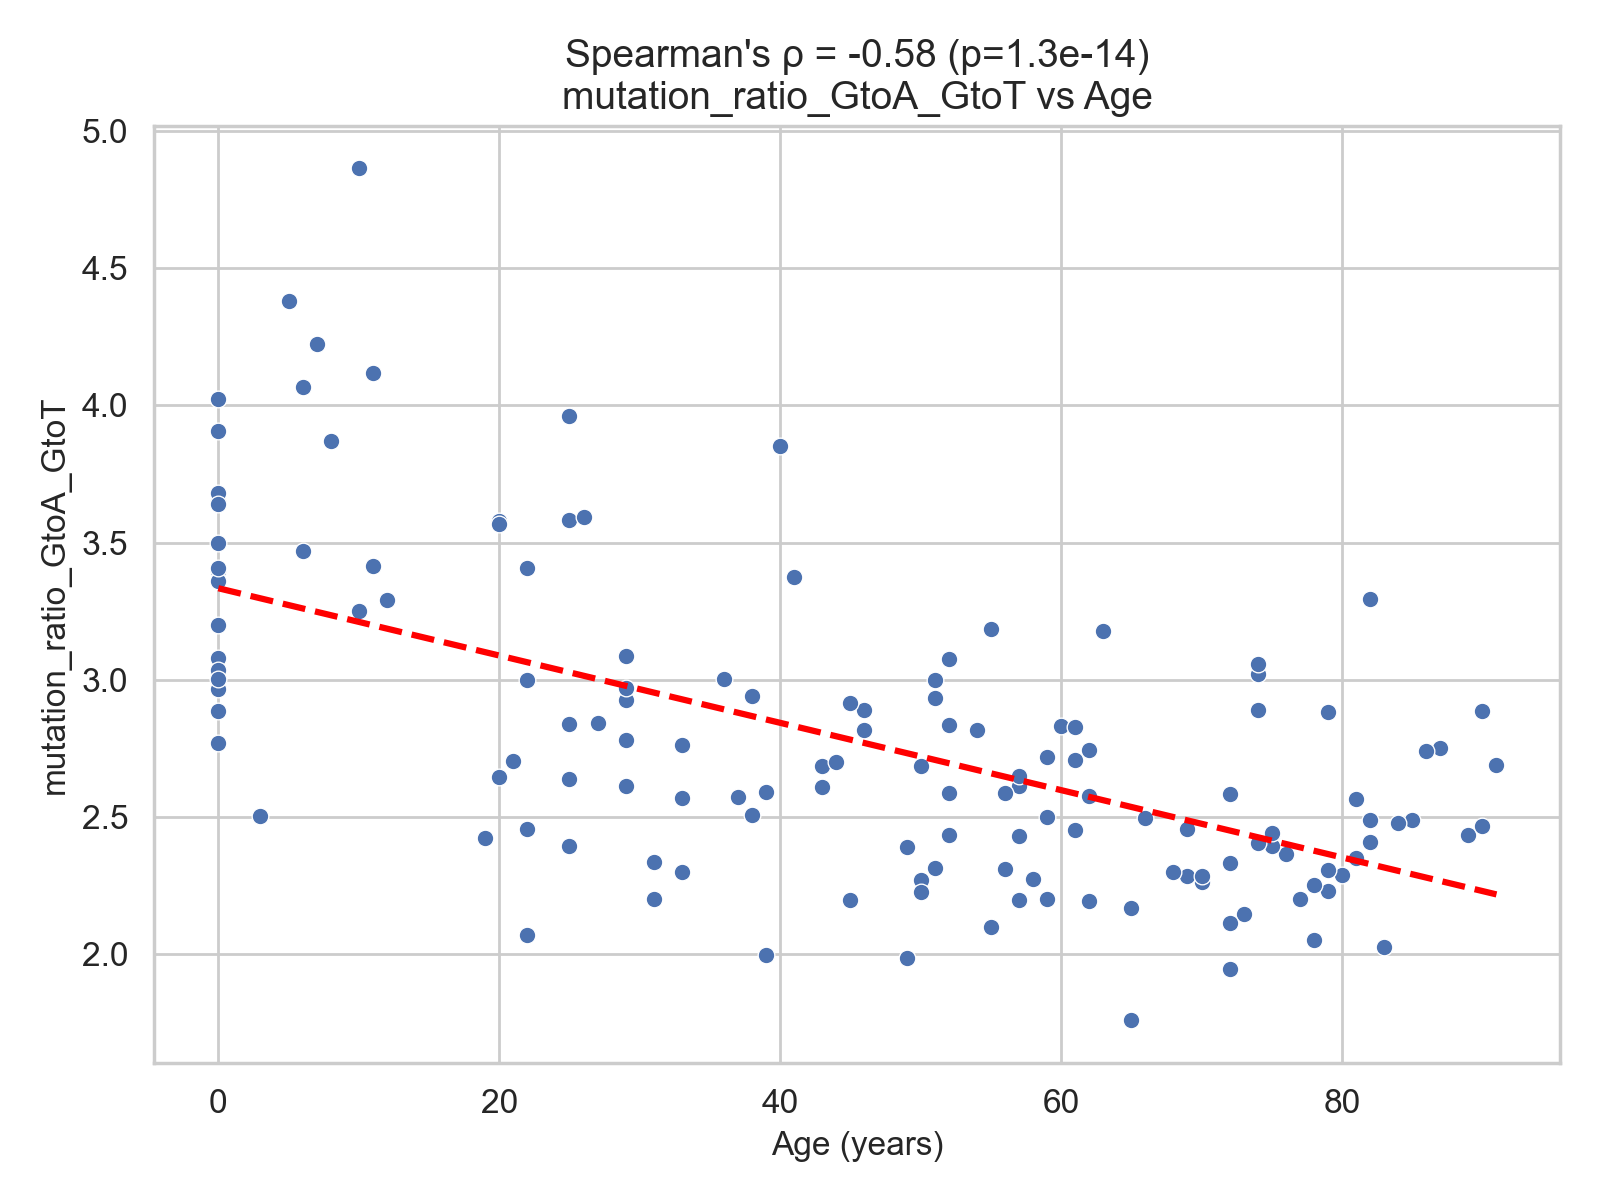 Spearman's ρ = -0.58 (p=1.3e-14)
mutation_ratio_GtoA_GtoT vs Age
mutation_ratio_GtoA_GtoT
5.0
4.5
4.0
3.5
3.0
2.5
2.0
0 20 40 60 80
Age (years)